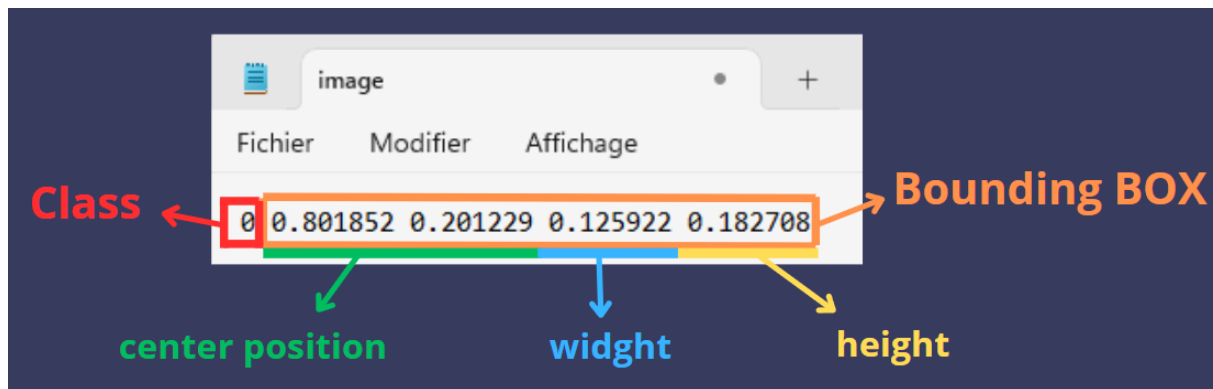 image
Fichier Modifier Affichage
Class
0 0.801852 0.201229 0.125922 0.182708
Bounding BOX
center position
widght
height